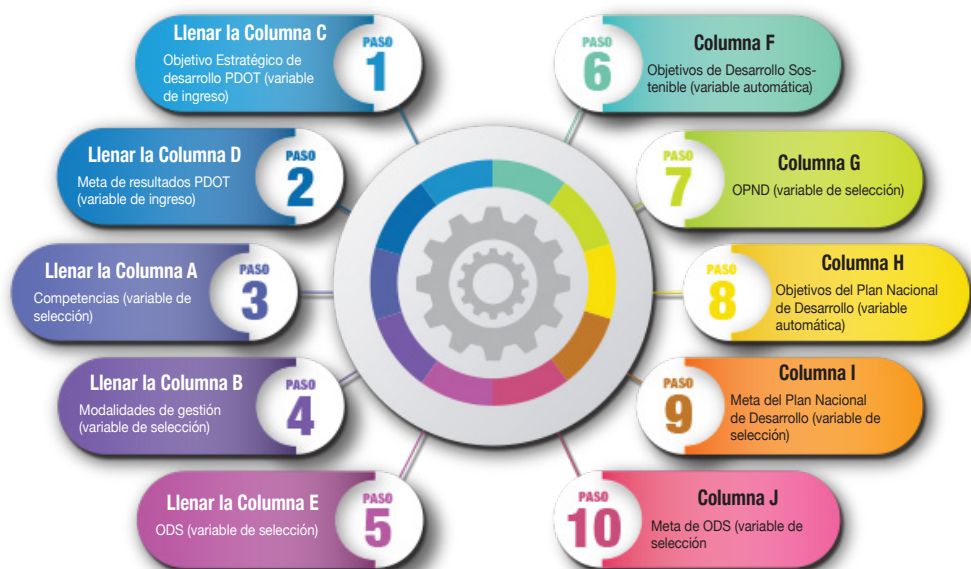 Llenar la Columna C
Objetivo Estratégico de
desarrollo PDOT (variable
de ingreso)
PASO
1
Llenar la Columna D
Meta de resultados PDOT
(variable de ingreso)
PASO
2
Llenar la Columna A
Competencias (variable de
selección)
PASO
3
Llenar la Columna B
Modalidades de gestión
(variable de selección)
PASO
4
Llenar la Columna E
ODS (variable de selección)
PASO
5
PASO
6
Columna F
Objetivos de Desarrollo Sos-
tenible (variable automática)
PASO
7
Columna G
OPND (variable de selección)
PASO
8
Columna H
Objetivos del Plan Nacional
de Desarrollo (variable
automática)
PASO
9
Columna I
Meta del Plan Nacional
de Desarrollo (variable de
selección)
PASO
10
Columna J
Meta de ODS (variable de
selección